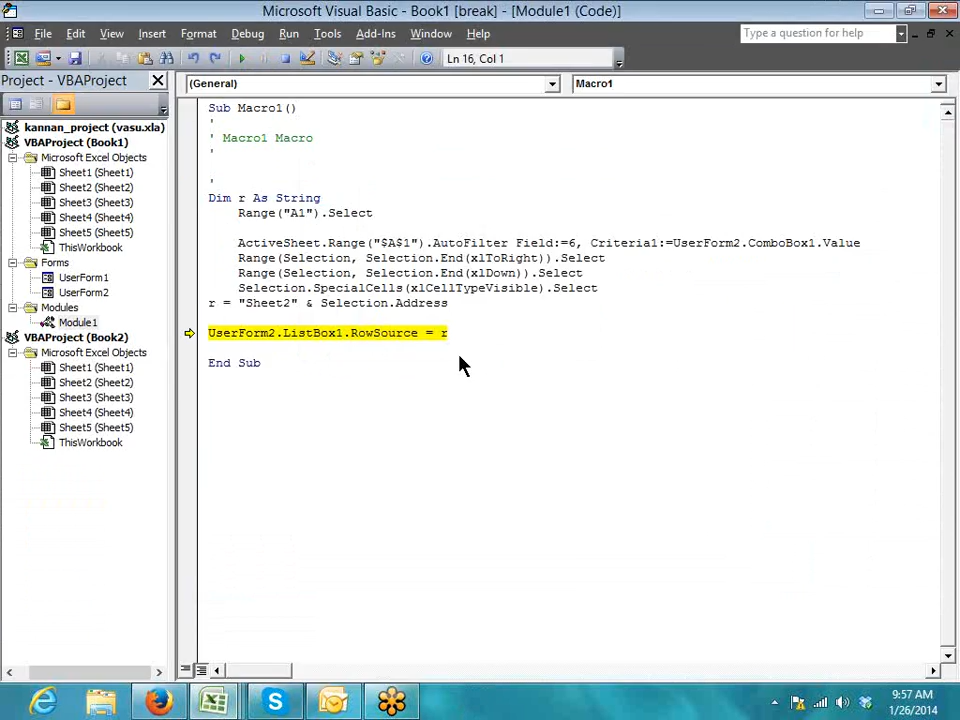 Microsoft Visual Basic - Book1 [break] - [Module1 (Code)]
File Edit View Insert Format Debug Run Tools Add-Ins Window Help
Type a question for help
Ln 16, Col 1
Project - VBAProject
(General)
Macro1
kannan_project (vasu.xla)
VBAProject (Book1)
Microsoft Excel Objects
Sheet1 (Sheet1)
Sheet2 (Sheet2)
Sheet3 (Sheet3)
Sheet4 (Sheet4)
Sheet5 (Sheet5)
ThisWorkbook
Forms
UserForm1
UserForm2
Modules
Module1
VBAProject (Book2)
Microsoft Excel Objects
Sheet1 (Sheet1)
Sheet2 (Sheet2)
Sheet3 (Sheet3)
Sheet4 (Sheet4)
Sheet5 (Sheet5)
ThisWorkbook
Sub Macro1()
'
' Macro1 Macro
'
'
Dim r As String
Range("A1").Select
ActiveSheet.Range("$A$1").AutoFilter Field:=6, Criteria1:=UserForm2.ComboBox1.Value
Range(Selection, Selection.End(xlToRight)).Select
Range(Selection, Selection.End(xlDown)).Select
Selection.SpecialCells(xlCellTypeVisible).Select
r = "Sheet2" & Selection.Address
UserForm2.ListBox1.RowSource = r
End Sub
9:57 AM
1/26/2014